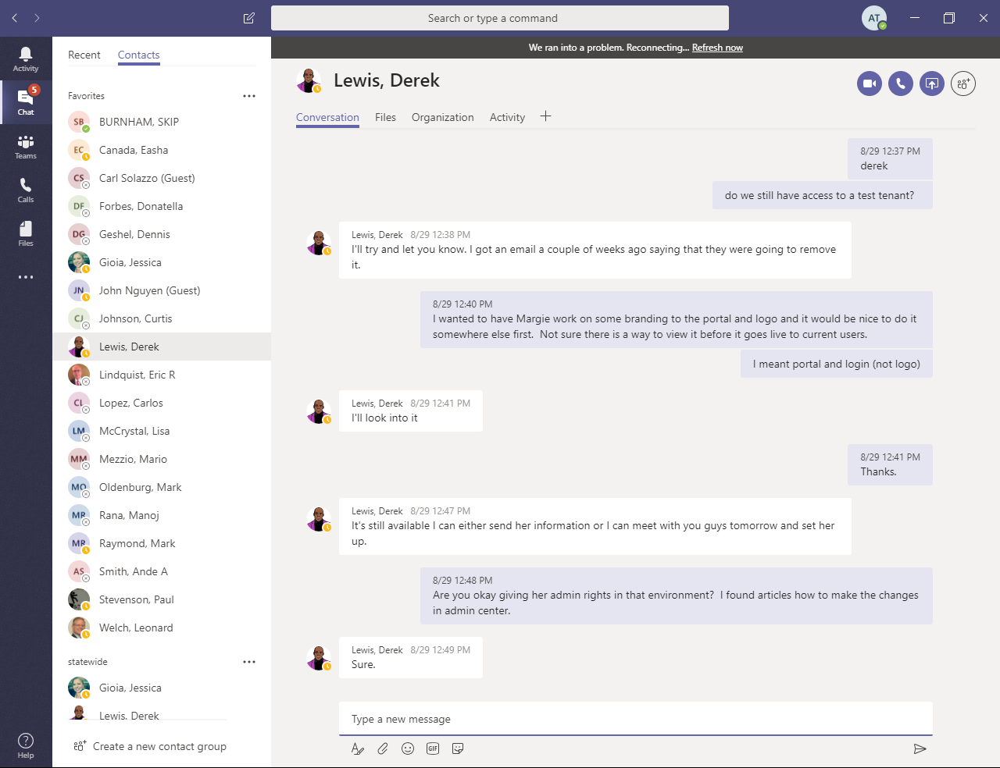 Search or type a command
AT
We ran into a problem. Reconnecting... Refresh now
Activity
5
Chat
Teams
Calls
Files
Help
Recent
Contacts
Favorites
SB
BURNHAM, SKIP
EC
Canada, Easha
CS
Carl Solazzo (Guest)
DF
Forbes, Donatella
DG
Geshel, Dennis
Gioia, Jessica
JN
John Nguyen (Guest)
CJ
Johnson, Curtis
Lewis, Derek
Lindquist, Eric R
CL
Lopez, Carlos
LM
McCrystal, Lisa
MM
Mezzio, Mario
MO
Oldenburg, Mark
MR
Rana, Manoj
MR
Raymond, Mark
AS
Smith, Ande A
Stevenson, Paul
Welch, Leonard
statewide
Gioia, Jessica
Lewis, Derek
Create a new contact group
Lewis, Derek
Conversation
Files
Organization
Activity
8/29 12:37 PM
derek
do we still have access to a test tenant?
Lewis, Derek 8/29 12:38 PM
I'll try and let you know. I got an email a couple of weeks ago saying that they were going to remove
it.
8/29 12:40 PM
I wanted to have Margie work on some branding to the portal and logo and it would be nice to do it
somewhere else first.  Not sure there is a way to view it before it goes live to current users.
I meant portal and login (not logo)
Lewis, Derek 8/29 12:41 PM
I'll look into it
8/29 12:41 PM
Thanks.
Lewis, Derek 8/29 12:47 PM
It's still available I can either send her information or I can meet with you guys tomorrow and set her
up.
8/29 12:48 PM
Are you okay giving her admin rights in that environment?  I found articles how to make the changes
in admin center.
Lewis, Derek 8/29 12:49 PM
Sure.
Type a new message
GIF